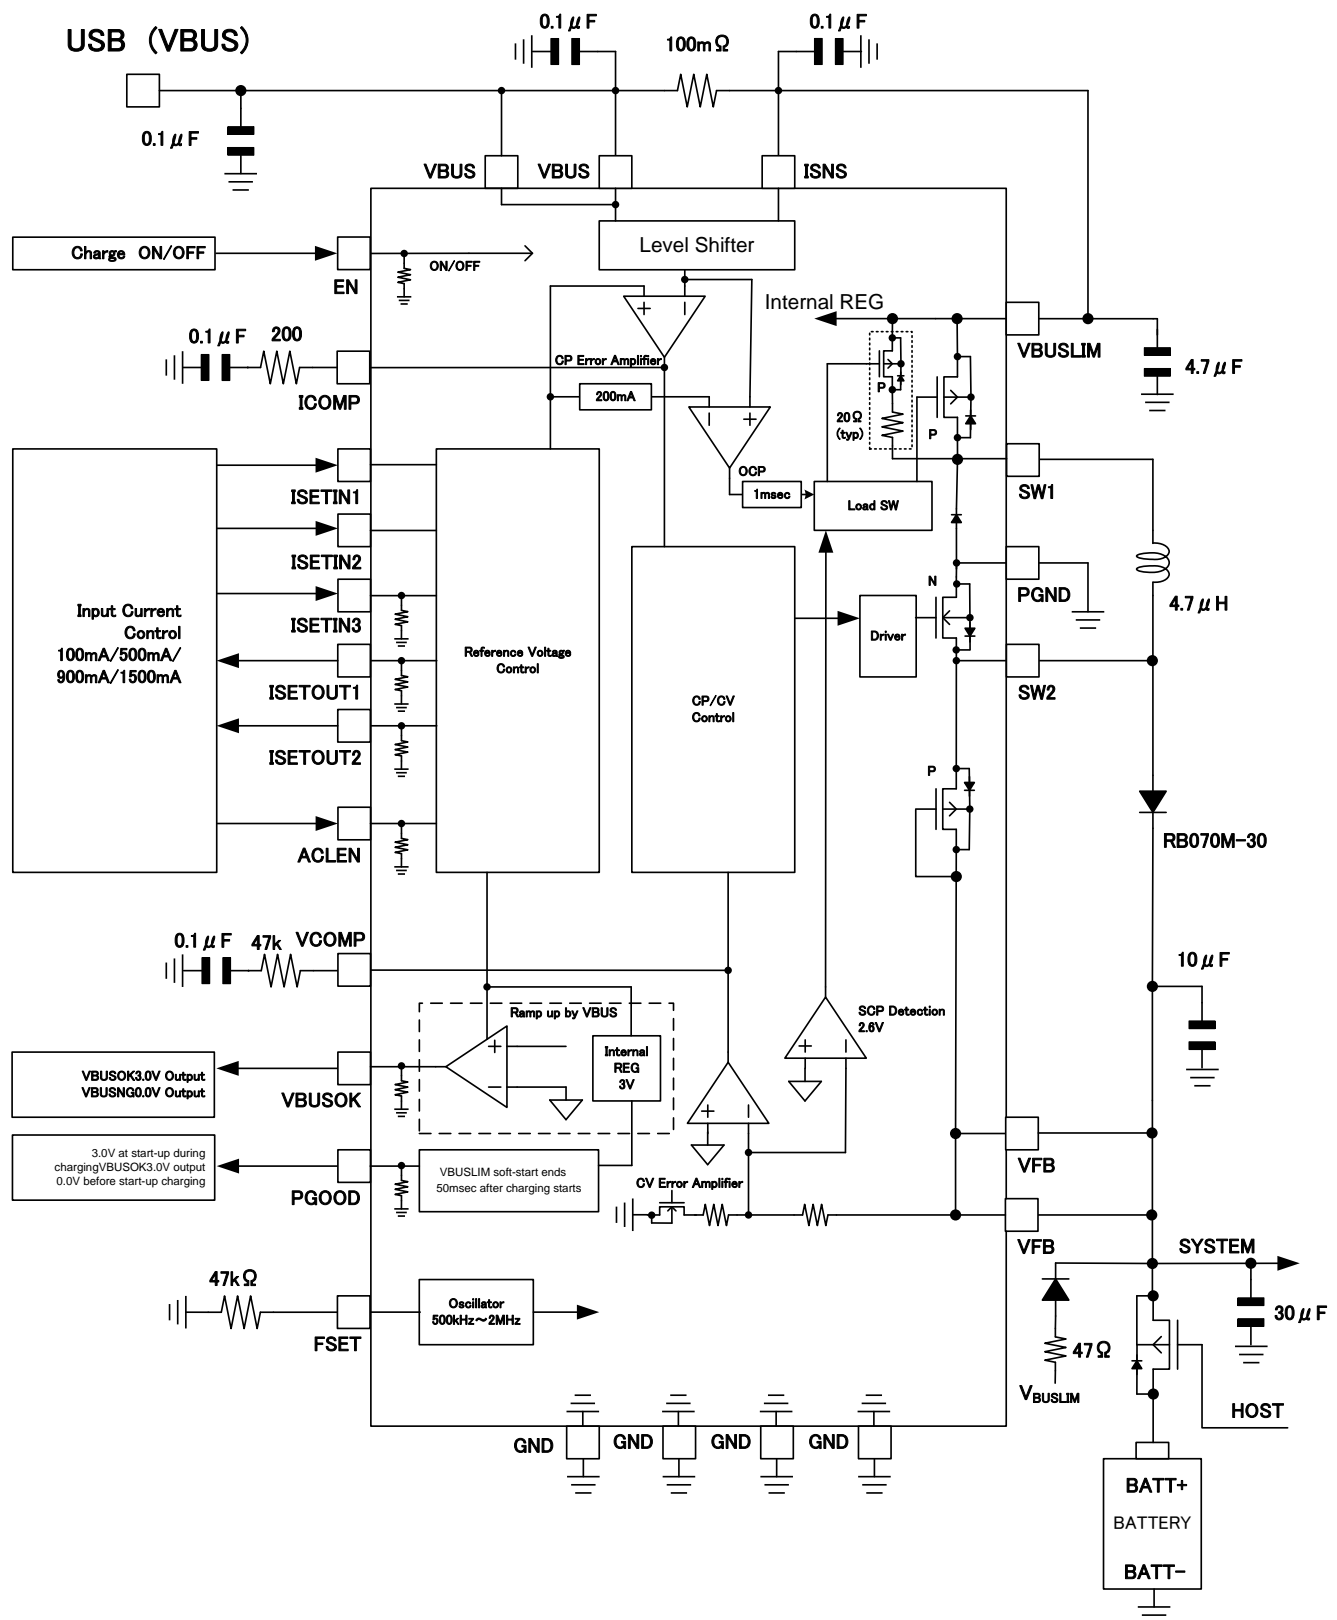 USB (VBUS)
0.1μF
100mΩ
0.1μF
0.1μF
VBUS
VBUS
ISNS
Level Shifter
Charge ON/OFF
EN
ON/OFF
Internal REG
VBUSLIM
4.7μF
0.1μF
200
ICOMP
CP Error Amplifier
+
−
200mA
−
+
P
20Ω
(typ)
P
OCP
1msec
Load SW
SW1
ISETIN1
ISETIN2
ISETIN3
ISETOUT1
ISETOUT2
ACLEN
Input Current
Control
100mA/500mA/
900mA/1500mA
Reference Voltage
Control
CP/CV
Control
Driver
N
PGND
4.7μH
SW2
P
RB070M-30
0.1μF
47k
VCOMP
10μF
Ramp up by VBUS
+
−
Internal
REG
3V
SCP Detection
2.6V
+
−
+
−
VBUSOK3.0V Output
VBUSNG0.0V Output
VBUSOK
3.0V at start-up during
chargingVBUSOK3.0V output
0.0V before start-up charging
PGOOD
VBUSLIM soft-start ends
50msec after charging starts
CV Error Amplifier
VFB
VFB
SYSTEM
47kΩ
FSET
Oscillator
500kHz～2MHz
47Ω
VBUSLIM
30μF
HOST
GND
GND
GND
GND
BATT+
BATTERY
BATT-